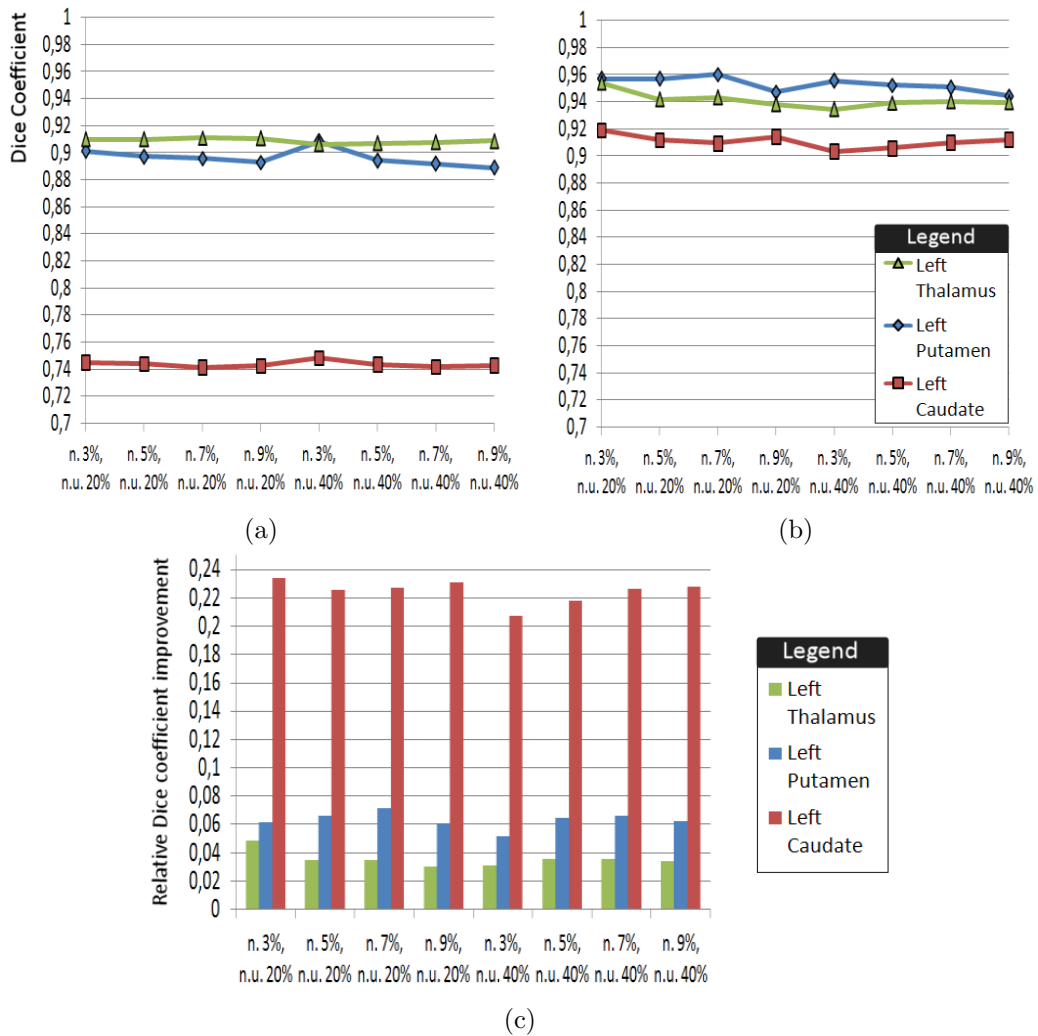 Dice Coefficient
1
0,98
0,96
0,94
0,92
0,9
0,88
0,86
0,84
0,82
0,8
0,78
0,76
0,74
0,72
0,7
n. 3%, n. 5%, n. 7%, n. 9%, n. 3%, n. 5%, n. 7%, n. 9%,
n.u. 20% n.u. 20% n.u. 20% n.u. 20% n.u. 40% n.u. 40% n.u. 40% n.u. 40%
(a)
1
0,98
0,96
0,94
0,92
0,9
0,88
0,86
0,84
0,82
0,8
0,78
0,76
0,74
0,72
0,7
Legend
Left
Thalamus
Left
Putamen
Left
Caudate
n. 3%, n. 5%, n. 7%, n. 9%, n. 3%, n. 5%, n. 7%, n. 9%,
n.u. 20% n.u. 20% n.u. 20% n.u. 20% n.u. 40% n.u. 40% n.u. 40% n.u. 40%
(b)
Relative Dice coefficient improvement
0,24
0,22
0,2
0,18
0,16
0,14
0,12
0,1
0,08
0,06
0,04
0,02
0
n. 3%, n. 5%, n. 7%, n. 9%, n. 3%, n. 5%, n. 7%, n. 9%,
n.u. 20% n.u. 20% n.u. 20% n.u. 20% n.u. 40% n.u. 40% n.u. 40% n.u. 40%
Legend
Left
Thalamus
Left
Putamen
Left
Caudate
(c)